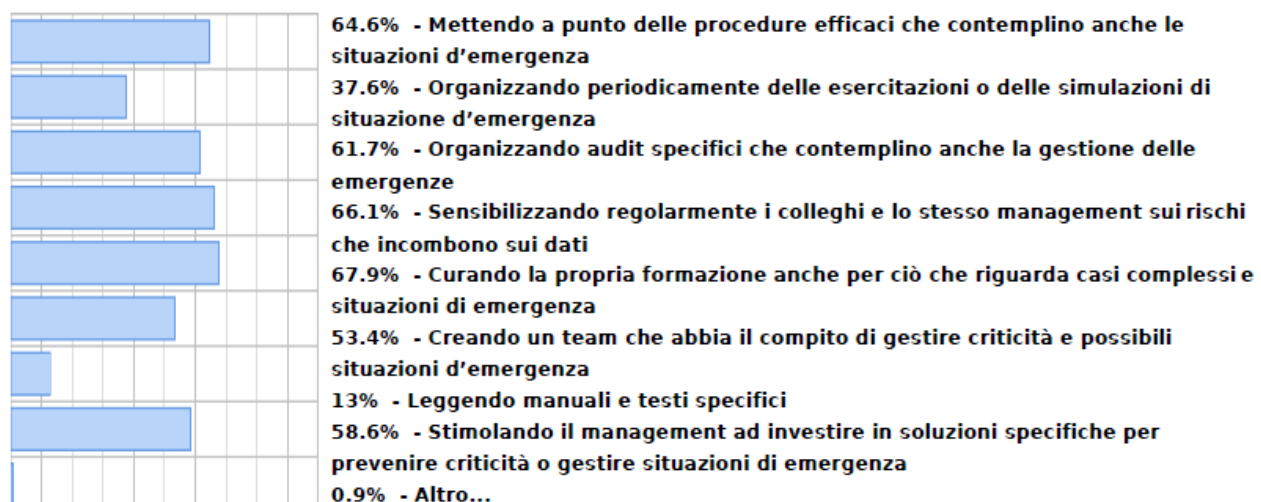 64.6% - Mettendo a punto delle procedure efficaci che contemplino anche le
situazioni d’emergenza
37.6% - Organizzando periodicamente delle esercitazioni o delle simulazioni di
situazione d’emergenza
61.7% - Organizzando audit specifici che contemplino anche la gestione delle
emergenze
66.1% - Sensibilizzando regolarmente i colleghi e lo stesso management sui rischi
che incombono sui dati
67.9% - Curando la propria formazione anche per ciò che riguarda casi complessi e
situazioni di emergenza
53.4% - Creando un team che abbia il compito di gestire criticità e possibili
situazioni d’emergenza
13% - Leggendo manuali e testi specifici
58.6% - Stimolando il management ad investire in soluzioni specifiche per
prevenire criticità o gestire situazioni di emergenza
0.9% - Altro...